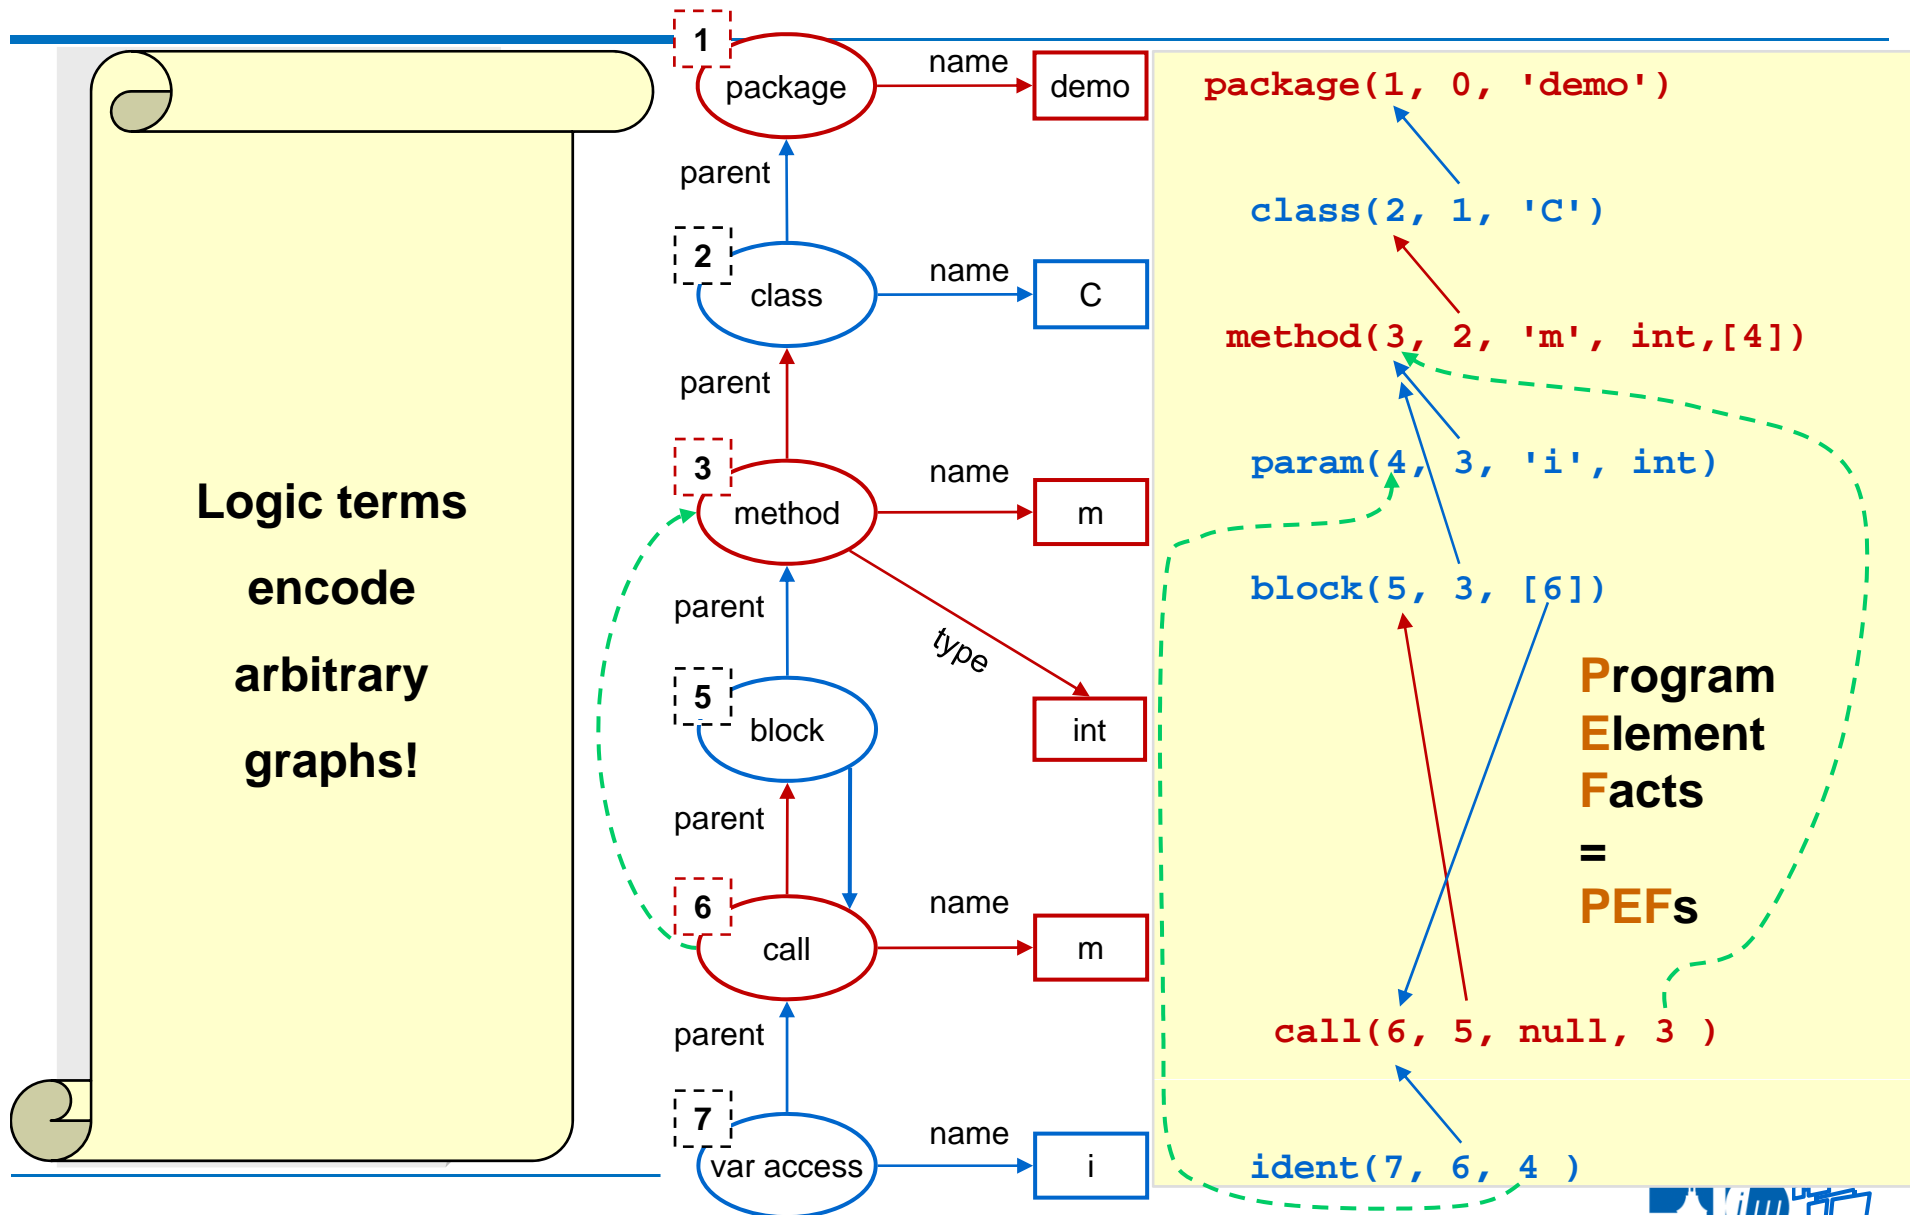 Logic terms
encode
arbitrary
graphs!
1
package
name
demo
parent
2
class
name
C
parent
3
method
name
m
parent
type
5
block
int
parent
6
call
name
m
parent
7
var access
name
i
package(1, 0, 'demo')
class(2, 1, 'C')
method(3, 2, 'm', int,[4])
param(4, 3, 'i', int)
block(5, 3, [6])
Program
Element
Facts
=
PEFs
call(6, 5, null, 3 )
ident(7, 6, 4 )